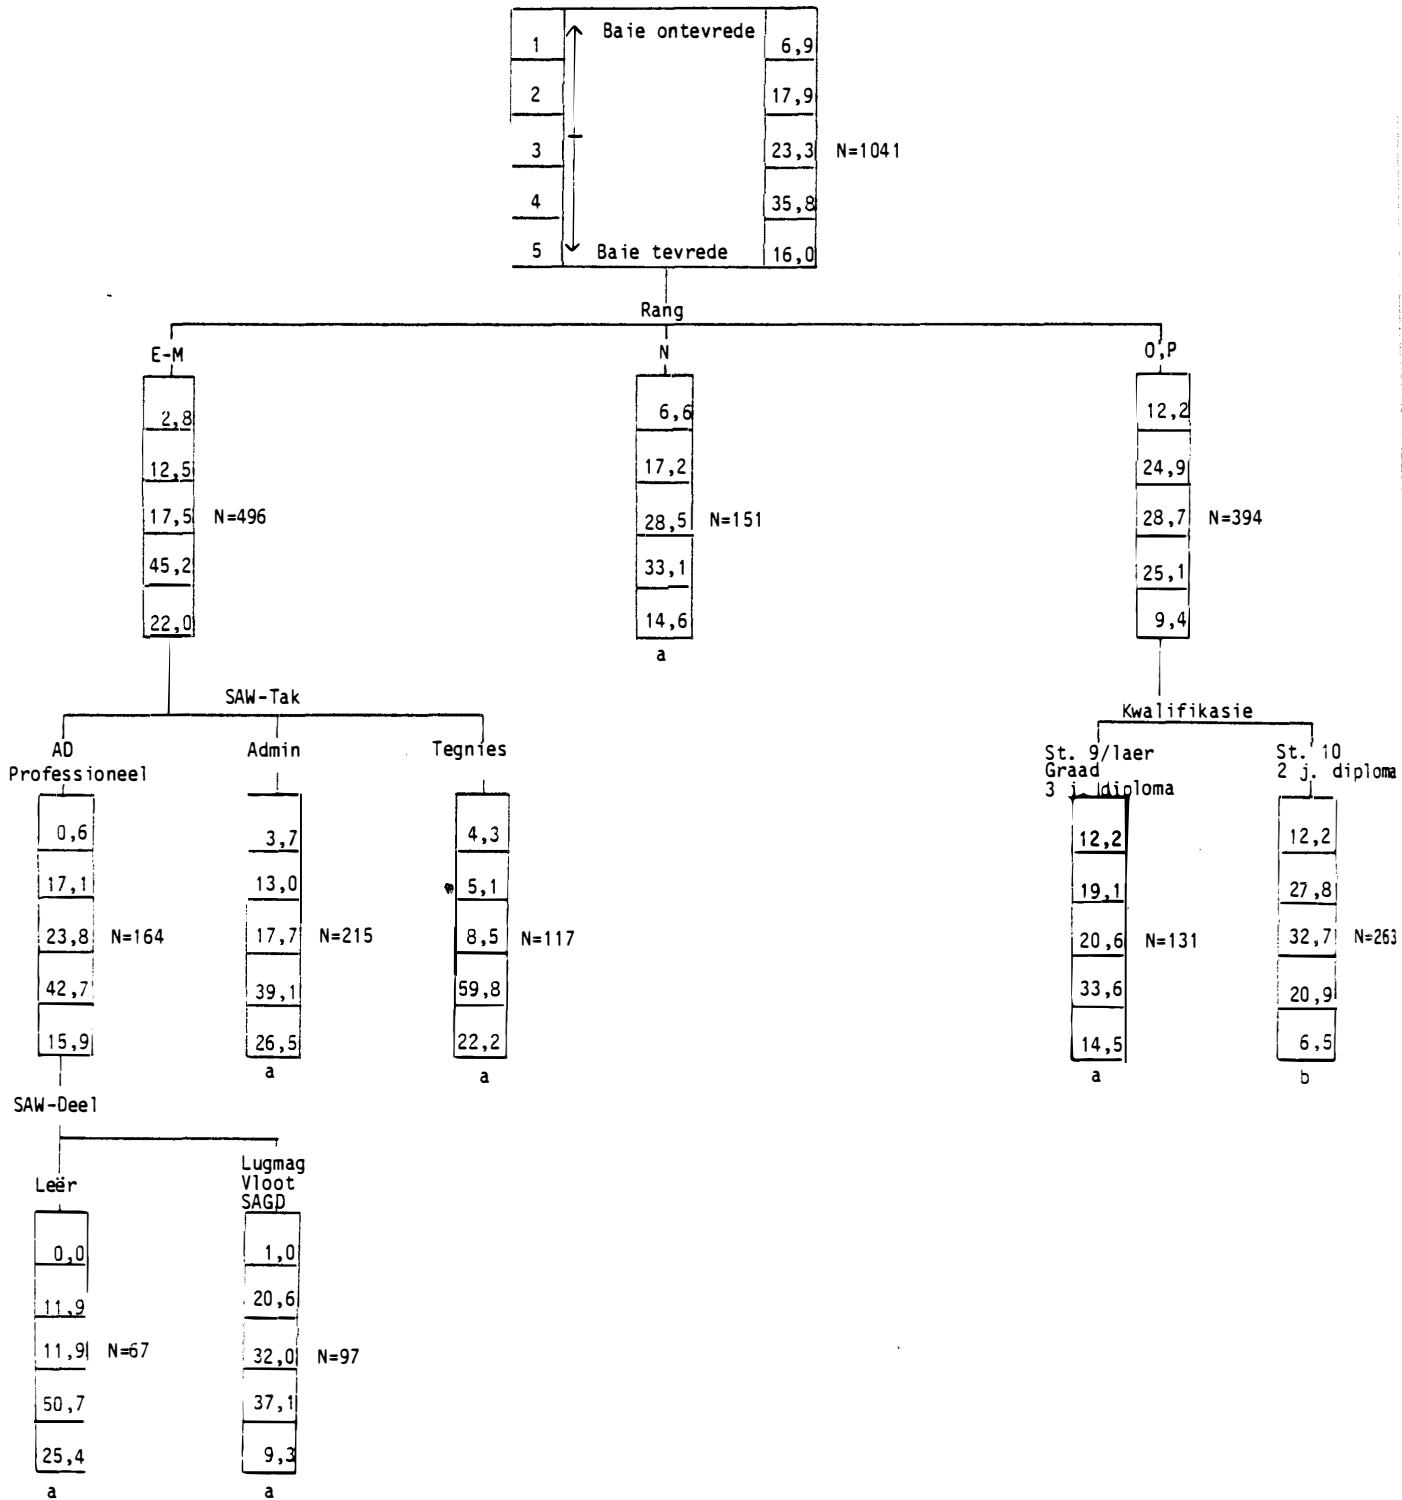 1 Baie ontevrede 6,9
2 17,9
3 23,3 N=1041
4 35,8
5 Baie tevrede 16,0
Rang
E-M N O,P
2,8 6,6 12,2
12,5 17,2 24,9
17,5 N=496 28,5 N=151 28,7 N=394
45,2 33,1 25,1
22,0 14,6 9,4
a
SAW-Tak Kwalifikasie
AD Admin Tegnies St. 9/laer St. 10
Professioneel Graad 2 j. diploma
3 j. diploma
0,6 3,7 4,3 12,2 12,2
17,1 13,0 5,1 19,1 27,8
23,8 N=164 17,7 N=215 8,5 N=117 20,6 N=131 32,7 N=263
42,7 39,1 59,8 33,6 20,9
15,9 26,5 22,2 14,5 6,5
a a a b
SAW-Deel
Lugmag
Leër Vloot
SAGD
0,0 1,0
11,9 20,6
11,9 N=67 32,0 N=97
50,7 37,1
25,4 9,3
a a